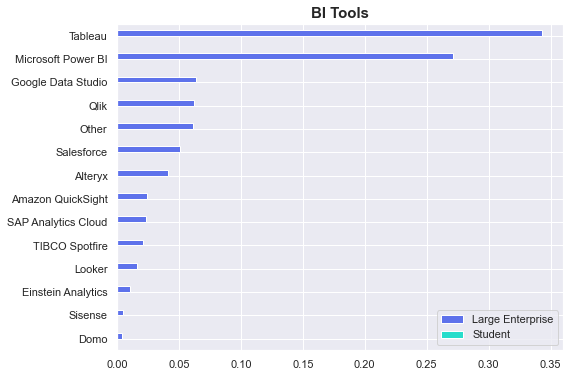 BI Tools
Tableau
Microsoft Power BI
Google Data Studio
Qlik
Other
Salesforce
Alteryx
Amazon QuickSight
SAP Analytics Cloud
TIBCO Spotfire
Looker
Einstein Analytics
Sisense
Domo
Large Enterprise
Student
0.00 0.05 0.10 0.15 0.20 0.25 0.30 0.35